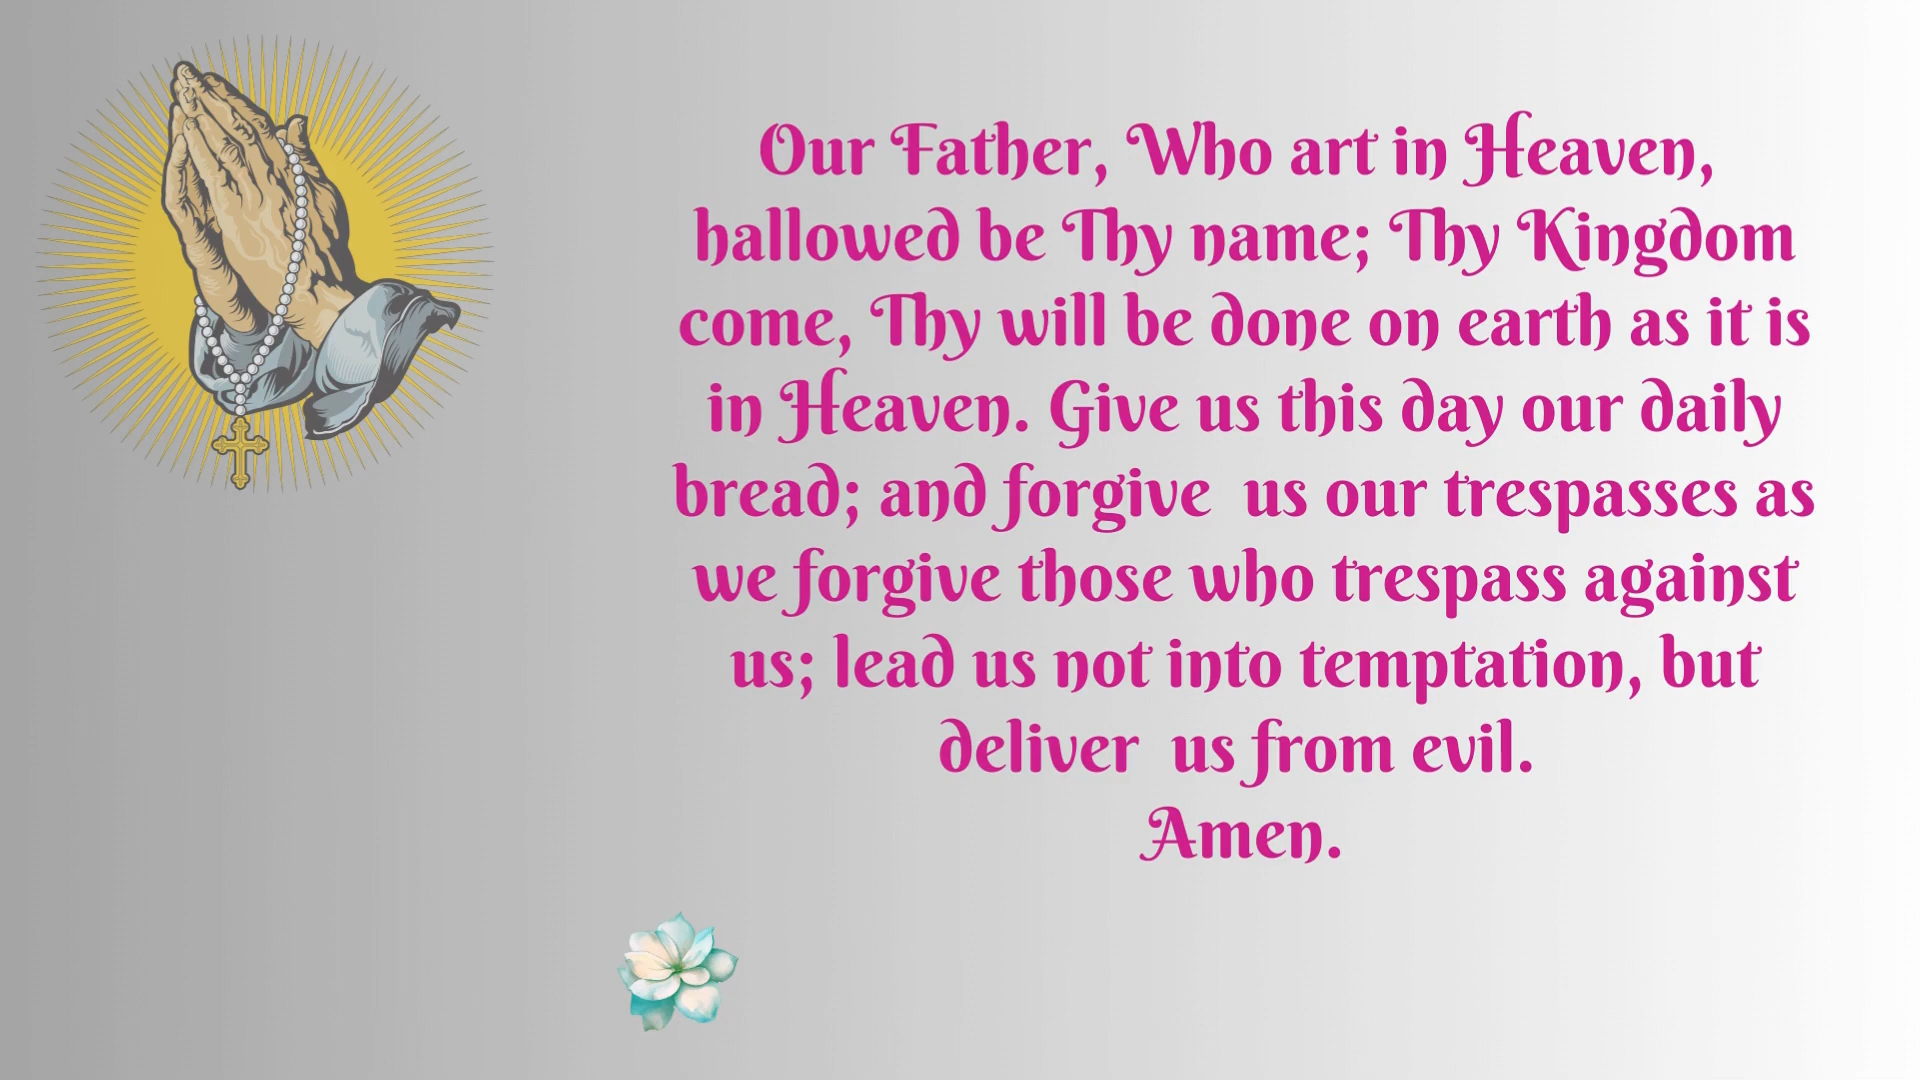 Our Father, Who art in Heaven,
hallowed be Thy name; Thy Kingdom
come, Thy will be done on earth as it is
in Heaven. Give us this day our daily
bread; and forgive  us our trespasses as
we forgive those who trespass against
us; lead us not into temptation, but
deliver  us from evil.
Amen.